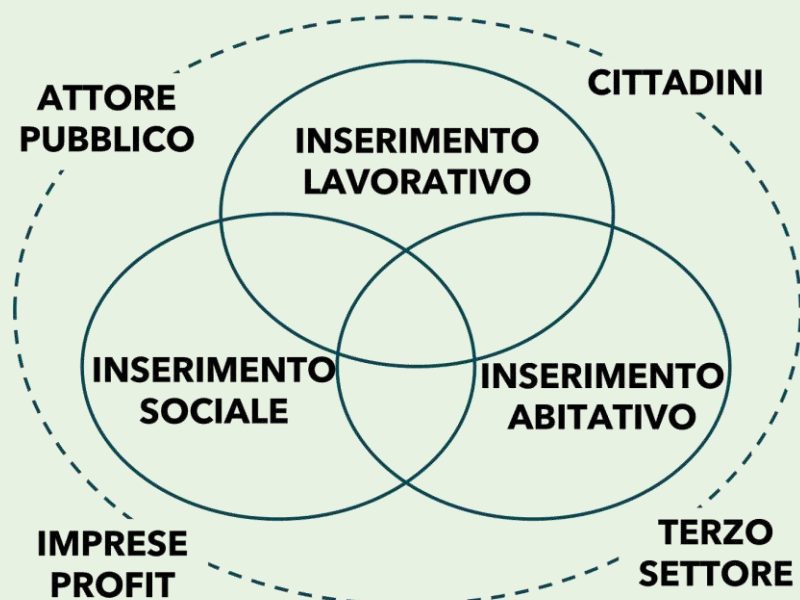 ATTORE
PUBBLICO
CITTADINI
INSERIMENTO
LAVORATIVO
INSERIMENTO
SOCIALE
INSERIMENTO
ABITATIVO
IMPRESE
PROFIT
TERZO
SETTORE